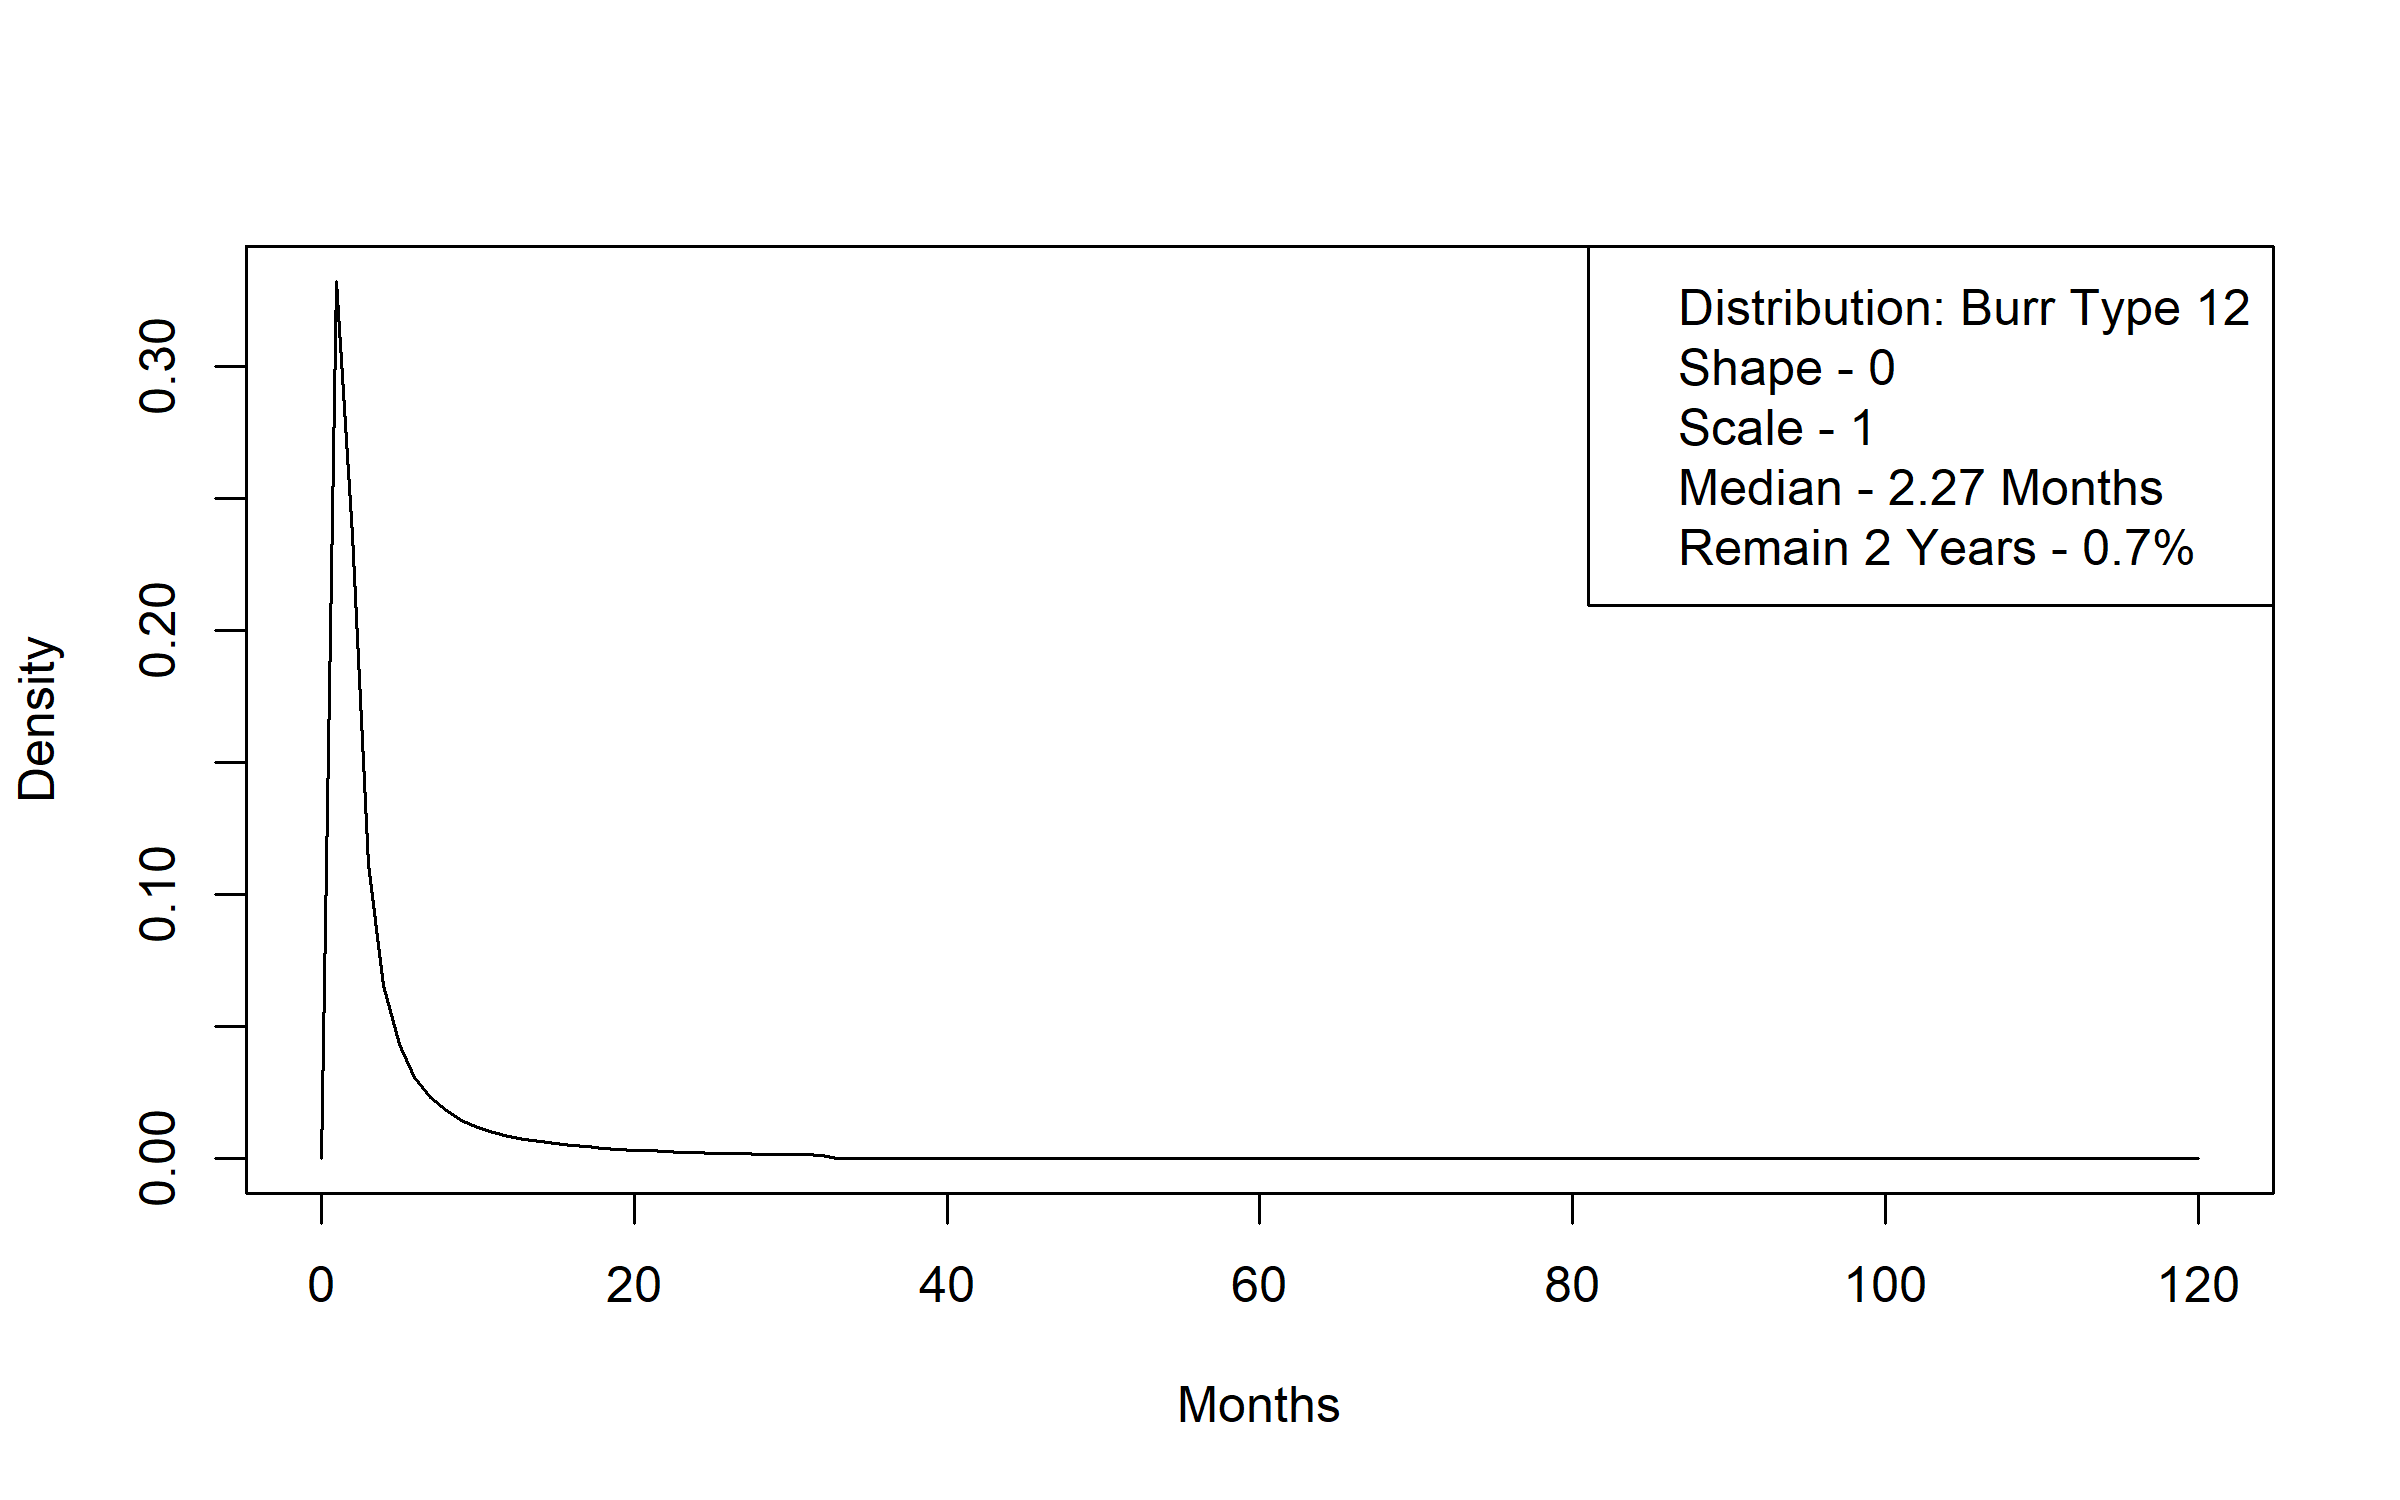 Distribution: Burr Type 12
Shape - 0
Scale - 1
Median - 2.27 Months
Remain 2 Years - 0.7%
Density
0.30
0.20
0.10
0.00
0 20 40 60 80 100 120
Months